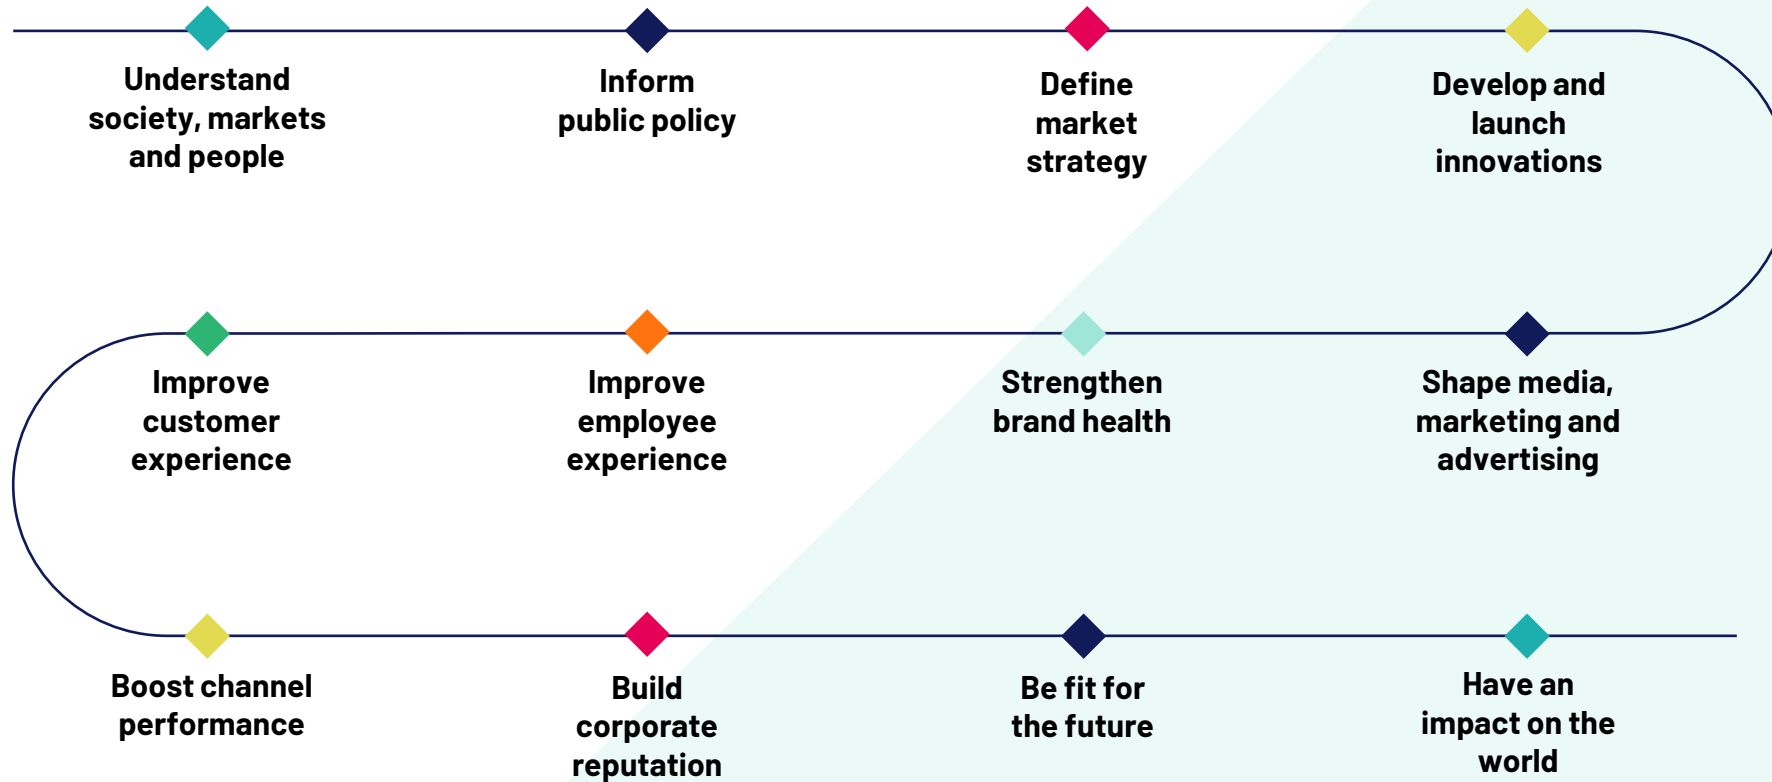 Understand
society, markets
and people
Inform
public policy
Define
market
strategy
Develop and
launch
innovations
Improve
customer
experience
Improve
employee
experience
Strengthen
brand health
Shape media,
marketing and
advertising
Boost channel
performance
Build
corporate
reputation
Be fit for
the future
Have an
impact on the
world